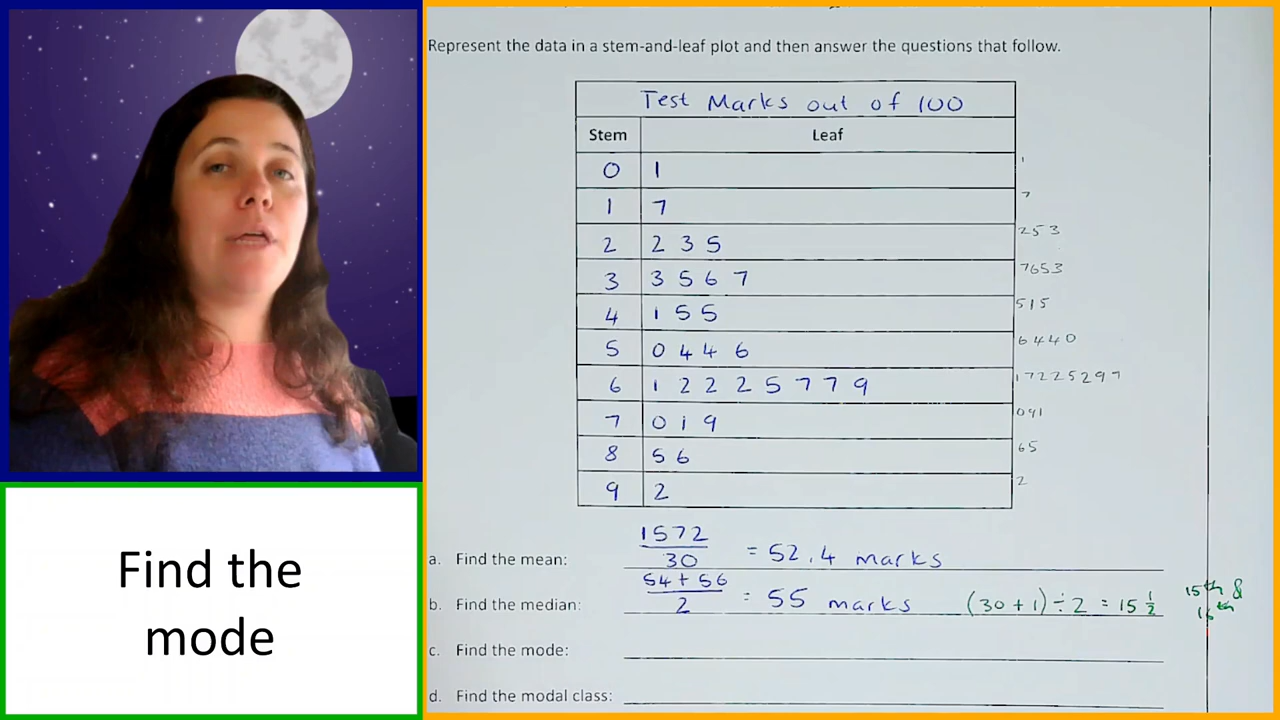 Represent the data in a stem-and-leaf plot and then answer the questions that follow.
Test Marks out of 100
Stem Leaf
0 1 1
1 7 7
2 2 3 5 253
3 3 5 6 7 7653
4 1 5 5 515
5 0 4 4 6 6440
6 1 2 2 2 5 7 7 9 17225297
7 0 1 9 091
8 5 6 65
9 2 2
a. Find the mean: 1572/30 = 52.4 marks
b. Find the median: 54 + 56/2 = 55 marks (30 + 1) ÷ 2 = 15 1/2 15th &
16th
c. Find the mode:
d. Find the modal class:
Find the
mode